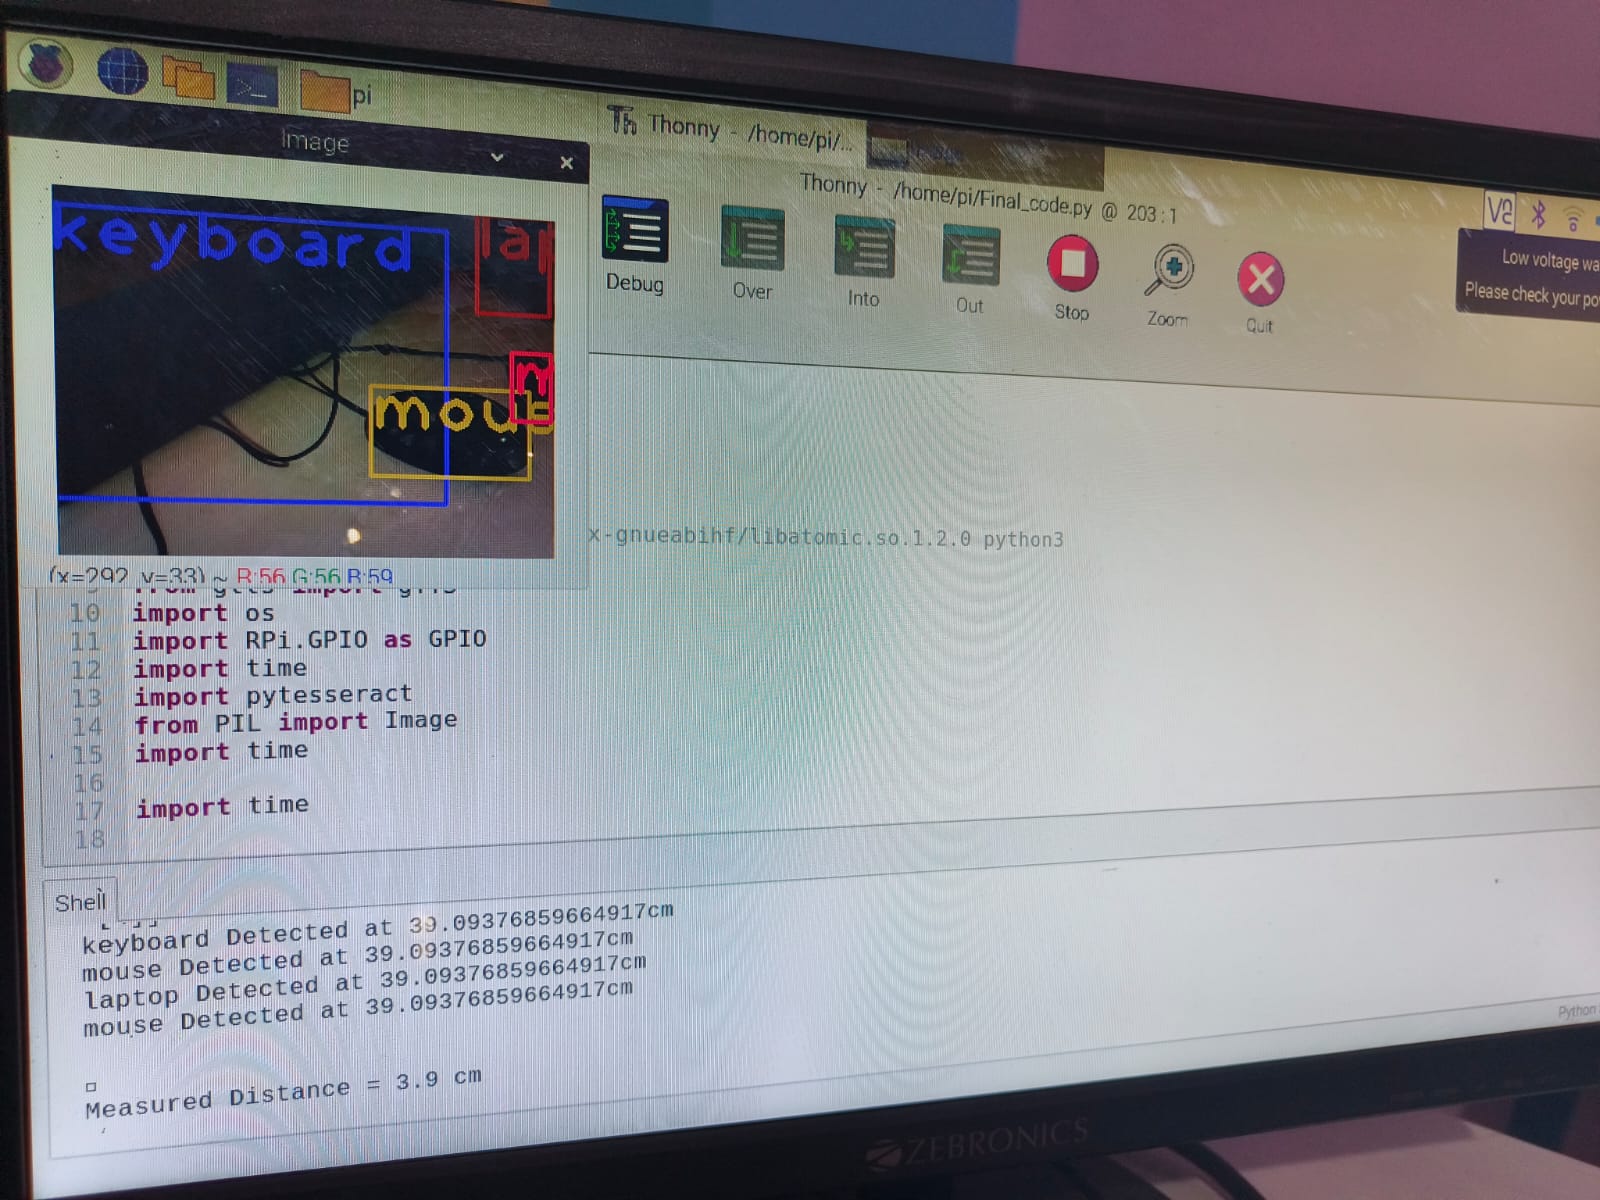 pi
Thonny - /home/pi/...
Image
Thonny - /home/pi/Final_code.py @ 203:1
Debug
Over
Into
Out
Stop
Zoom
Quit
V2
Low voltage wa
Please check your po
keyboard
lap
m
mous
x-gnueabihf/libatomic.so.1.2.0 python3
(x=292, y=33) ~ R:56 G:56 B:59
10 import os
11 import RPi.GPIO as GPIO
12 import time
13 import pytesseract
14 from PIL import Image
15 import time
16
17 import time
18
Shell
keyboard Detected at 39.09376859664917cm
mouse Detected at 39.09376859664917cm
laptop Detected at 39.09376859664917cm
mouse Detected at 39.09376859664917cm
Measured Distance = 3.9 cm
Python
ZEBRONICS